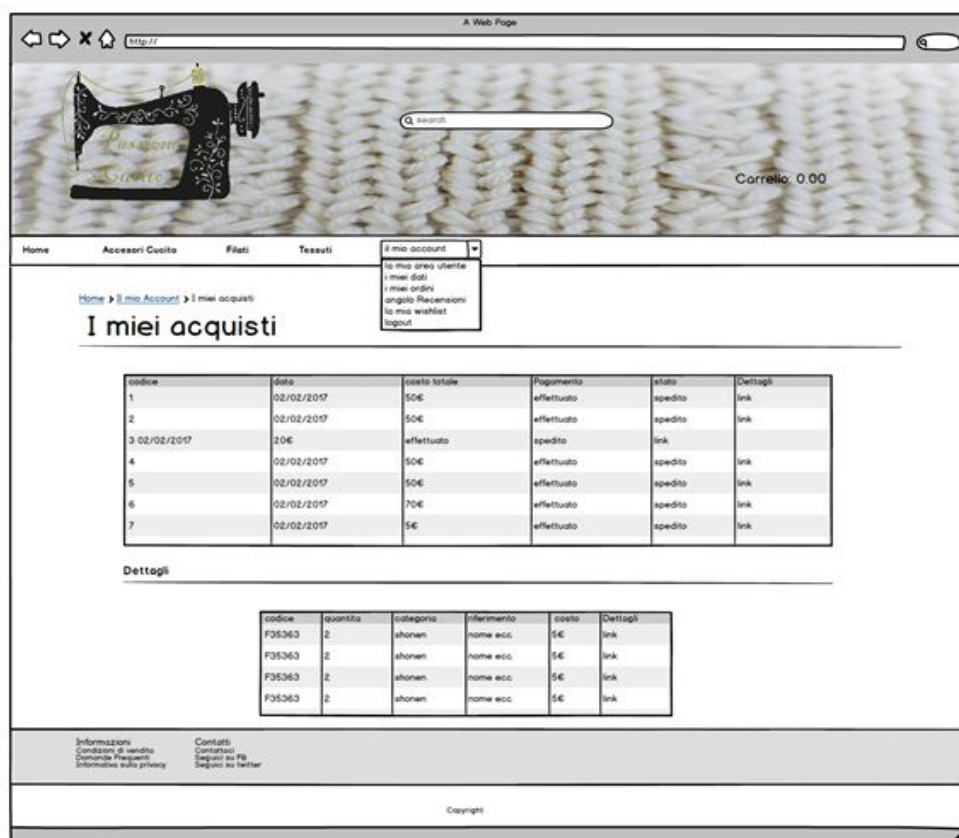 A Web Page
http://
search
Passione
Cucito
Carrello: 0.00
Home Accesori Cucito Filati Tessuti il mio account
la mia area utente
i miei dati
i miei ordini
angolo Recensioni
la mia wishlist
logout
Home > Il mio Account > I miei acquisti
I miei acquisti
codice data costo totale Pagamento stato Dettagli
1 02/02/2017 50€ effettuato spedito link
2 02/02/2017 50€ effettuato spedito link
3 02/02/2017 20€ effettuato spedito link
4 02/02/2017 50€ effettuato spedito link
5 02/02/2017 50€ effettuato spedito link
6 02/02/2017 70€ effettuato spedito link
7 02/02/2017 5€ effettuato spedito link
Dettagli
codice quantita categoria riferimento costo Dettagli
F35363 2 shonen nome ecc. 5€ link
F35363 2 shonen nome ecc. 5€ link
F35363 2 shonen nome ecc. 5€ link
F35363 2 shonen nome ecc. 5€ link
Informazioni
Condizioni di vendita
Domande Frequenti
Informativa sulla privacy
Contatti
Contattaci
Seguici su FB
Seguici su twitter
Copyright